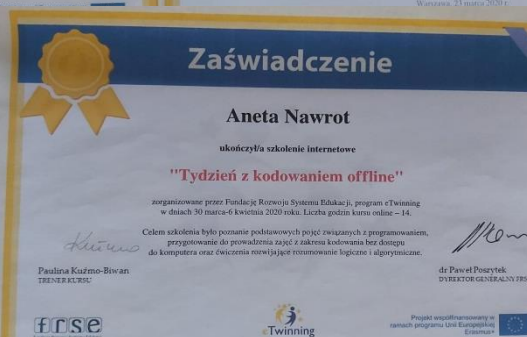 Warszawa, 23 marca 2020 r.
Zaświadczenie
Aneta Nawrot
ukończył/a szkolenie internetowe
"Tydzień z kodowaniem offline"
zorganizowane przez Fundację Rozwoju Systemu Edukacji, program eTwinning
w dniach 30 marca-6 kwietnia 2020 roku. Liczba godzin kursu online – 14.
Celem szkolenia było poznanie podstawowych pojęć związanych z programowaniem,
przygotowanie do prowadzenia zajęć z zakresu kodowania bez dostępu
do komputera oraz ćwiczenia rozwijające rozumowanie logiczne i algorytmiczne.
Paulina Kuźmo-Biwan
TRENER KURSU
dr Paweł Poszytek
DYREKTOR GENERALNY FRS
frse
eTwinning
Projekt współfinansowany w
ramach programu Unii Europejskiej
Erasmus+